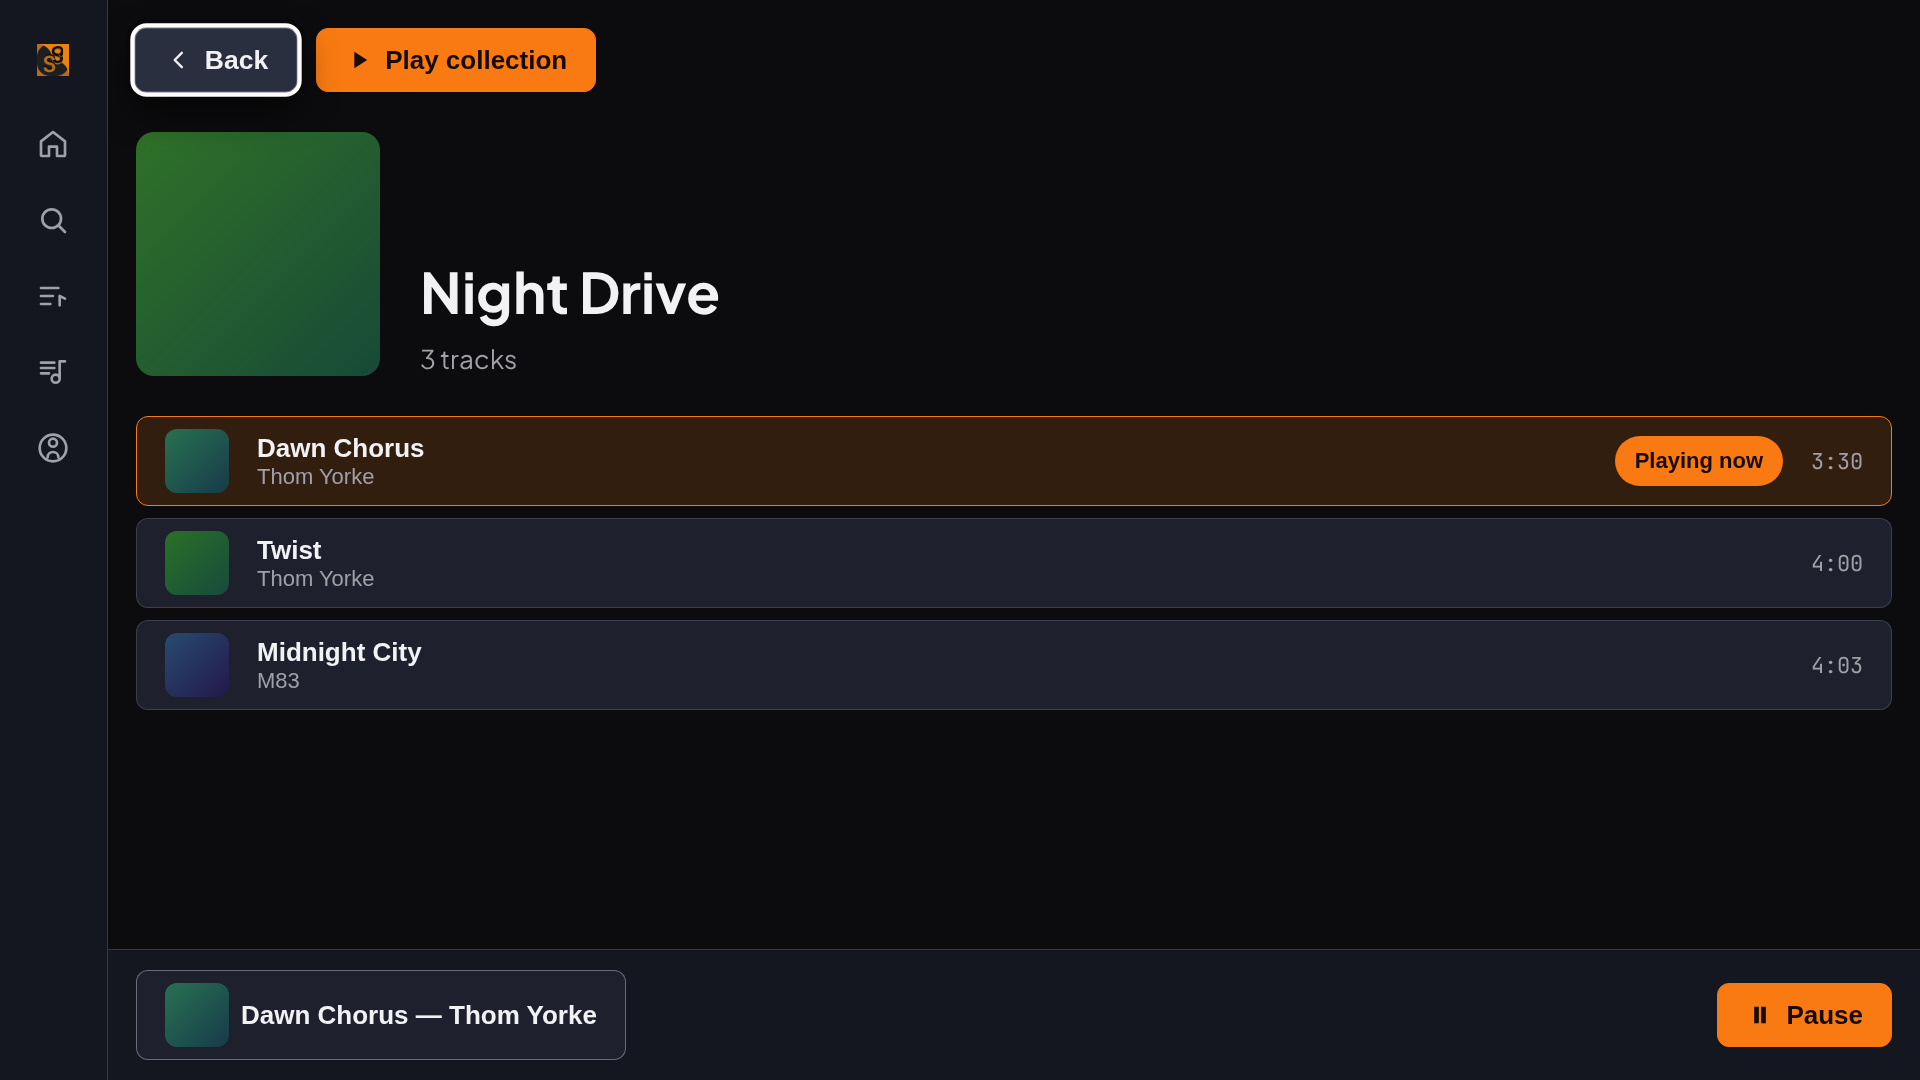 Back
Play collection
Night Drive
3 tracks
Dawn Chorus
Thom Yorke
Playing now
3:30
Twist
Thom Yorke
4:00
Midnight City
M83
4:03
Dawn Chorus — Thom Yorke
Pause